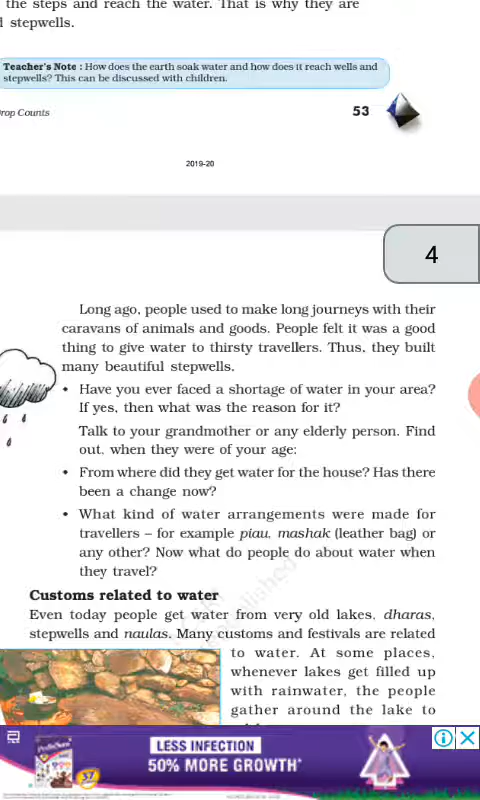 the steps and reach the water. That is why they are
stepwells.
Teacher's Note : How does the earth soak water and how does it reach wells and
stepwells? This can be discussed with children.
Counts
53
2019-20
4
Long ago, people used to make long journeys with their
caravans of animals and goods. People felt it was a good
thing to give water to thirsty travellers. Thus, they built
many beautiful stepwells.
• Have you ever faced a shortage of water in your area?
If yes, then what was the reason for it?
Talk to your grandmother or any elderly person. Find
out, when they were of your age:
• From where did they get water for the house? Has there
been a change now?
• What kind of water arrangements were made for
travellers – for example piau, mashak (leather bag) or
any other? Now what do people do about water when
they travel?
Customs related to water
Even today people get water from very old lakes, dharas,
stepwells and naulas. Many customs and festivals are related
to water. At some places,
whenever lakes get filled up
with rainwater, the people
gather around the lake to
PediaSure
LESS INFECTION
50% MORE GROWTH*